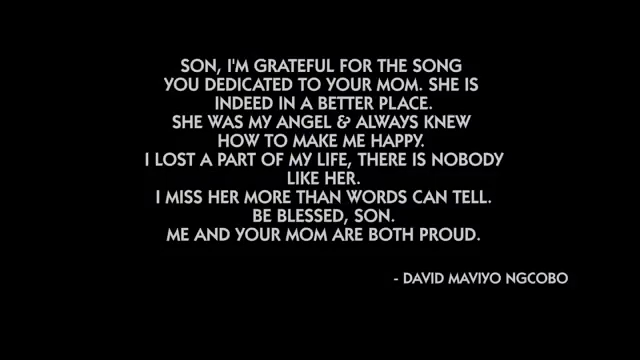 SON, I'M GRATEFUL FOR THE SONG
YOU DEDICATED TO YOUR MOM. SHE IS
INDEED IN A BETTER PLACE.
SHE WAS MY ANGEL & ALWAYS KNEW
HOW TO MAKE ME HAPPY.
I LOST A PART OF MY LIFE, THERE IS NOBODY
LIKE HER.
I MISS HER MORE THAN WORDS CAN TELL.
BE BLESSED, SON.
ME AND YOUR MOM ARE BOTH PROUD.
- DAVID MAVIYO NGCOBO